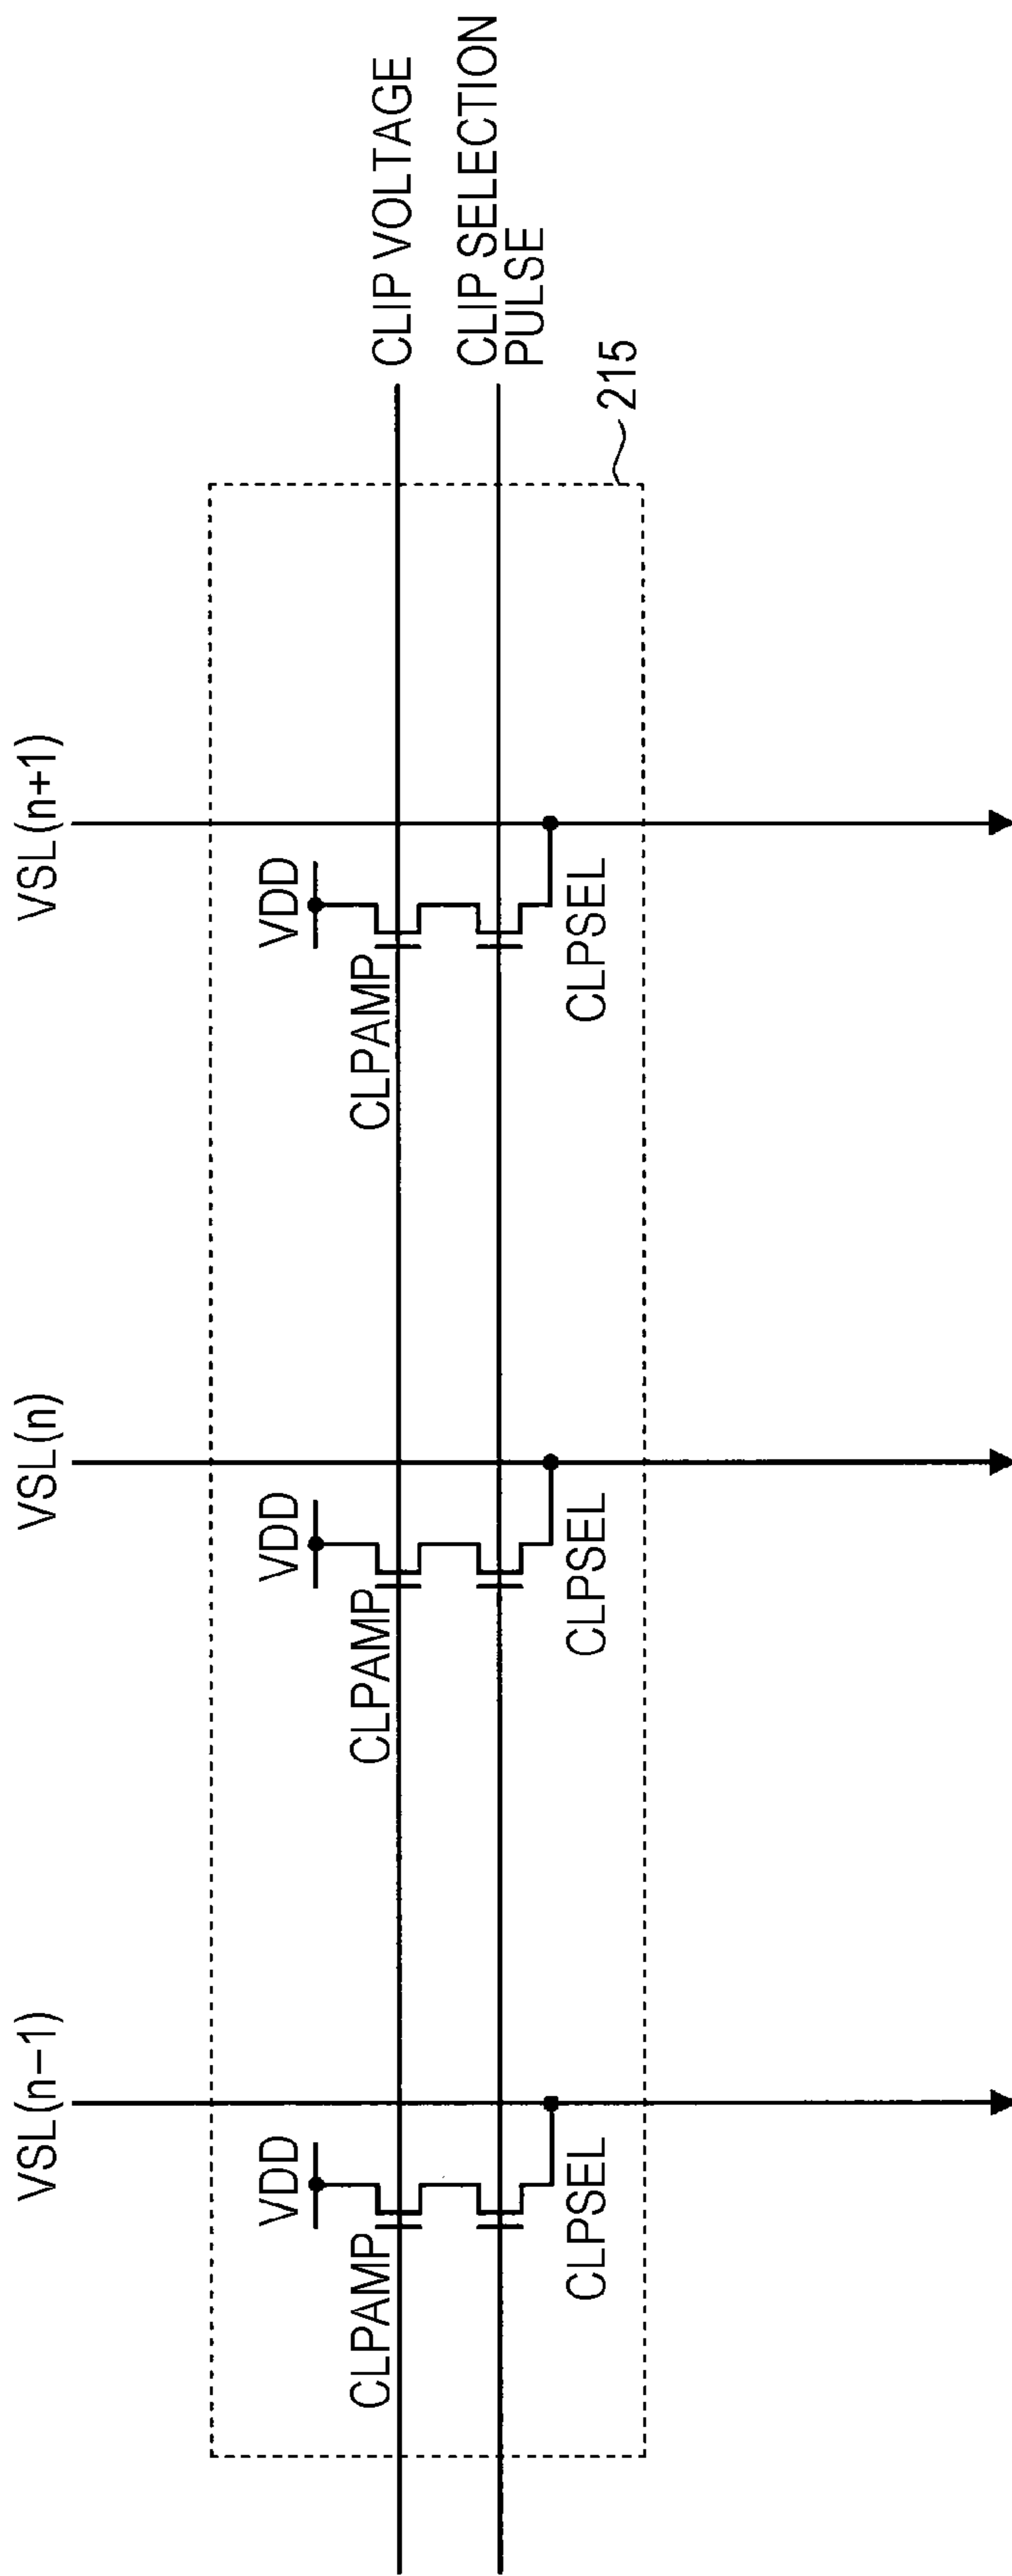 VSL(n−1)
VSL(n)
VSL(n+1)
VDD
VDD
VDD
CLPAMP
CLPAMP
CLPAMP
CLIP VOLTAGE
CLIP SELECTION
PULSE
CLPSEL
CLPSEL
CLPSEL
215